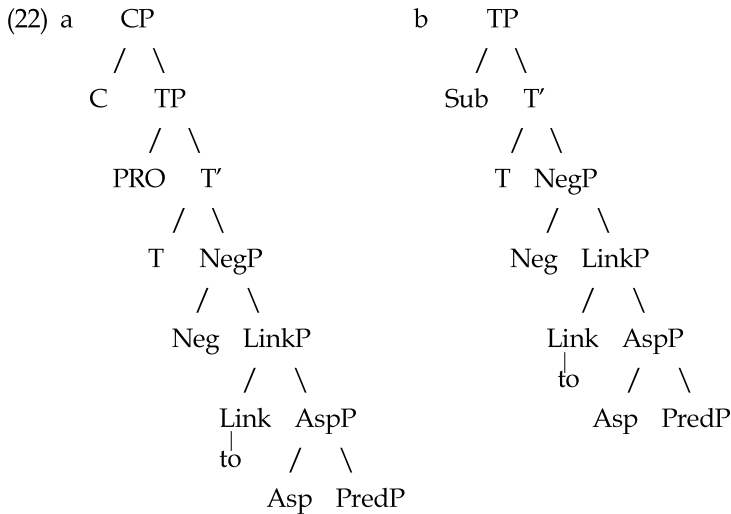 (22) a CP b TP
C TP Sub T′
PRO T′ T NegP
T NegP Neg LinkP
Neg LinkP Link AspP
to
Link AspP Asp PredP
to
Asp PredP